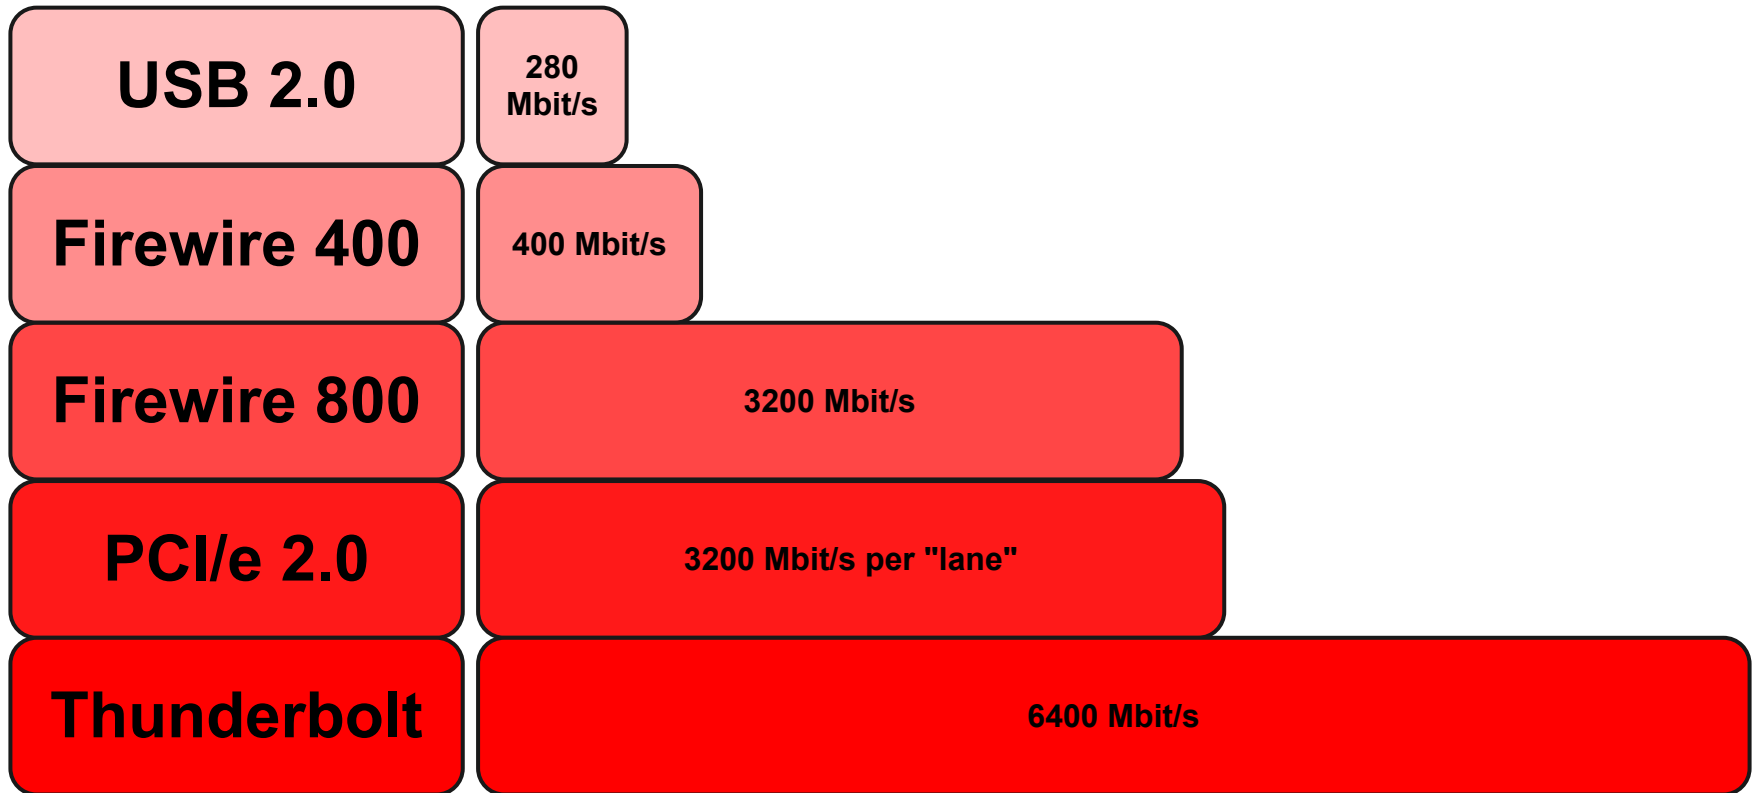 USB 2.0
280
Mbit/s
Firewire 400
400 Mbit/s
Firewire 800
3200 Mbit/s
PCI/e 2.0
3200 Mbit/s per "lane"
Thunderbolt
6400 Mbit/s